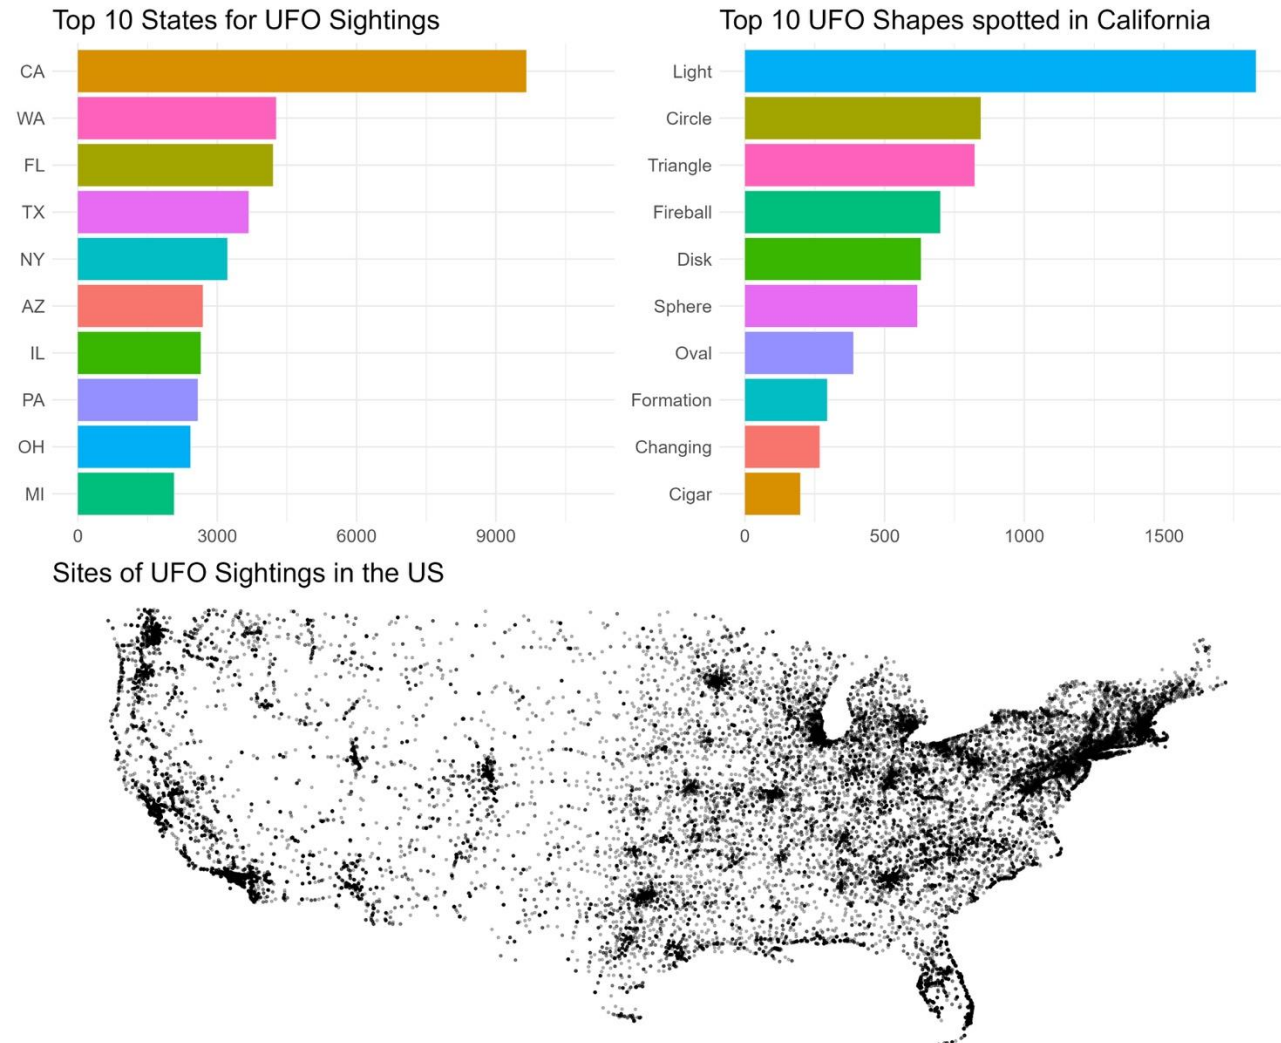 Top 10 States for UFO Sightings
CA
WA
FL
TX
NY
AZ
IL
PA
OH
MI
0 3000 6000 9000
Top 10 UFO Shapes spotted in California
Light
Circle
Triangle
Fireball
Disk
Sphere
Oval
Formation
Changing
Cigar
0 500 1000 1500
Sites of UFO Sightings in the US